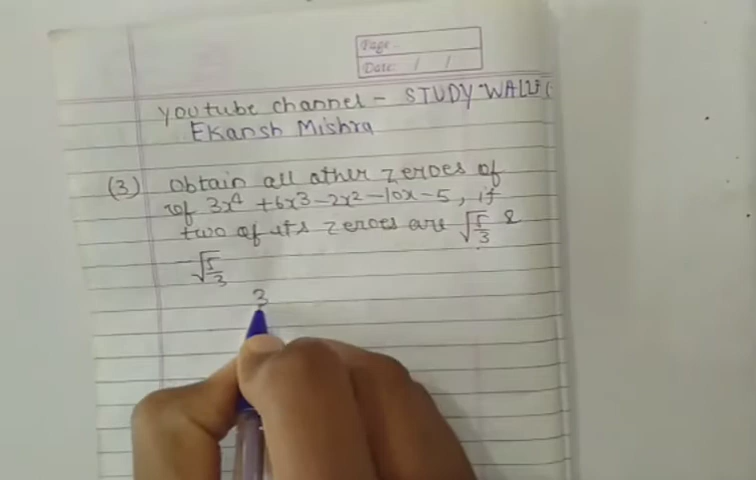 Page:
Date: / /
YouTube channel - STUDY-WALE(
Ekansh Mishra
(3) Obtain all other zeroes of
of 3x⁴ + 6x³ - 2x² - 10x - 5, if
two of its zeroes are √5/3 &
√5/3
3